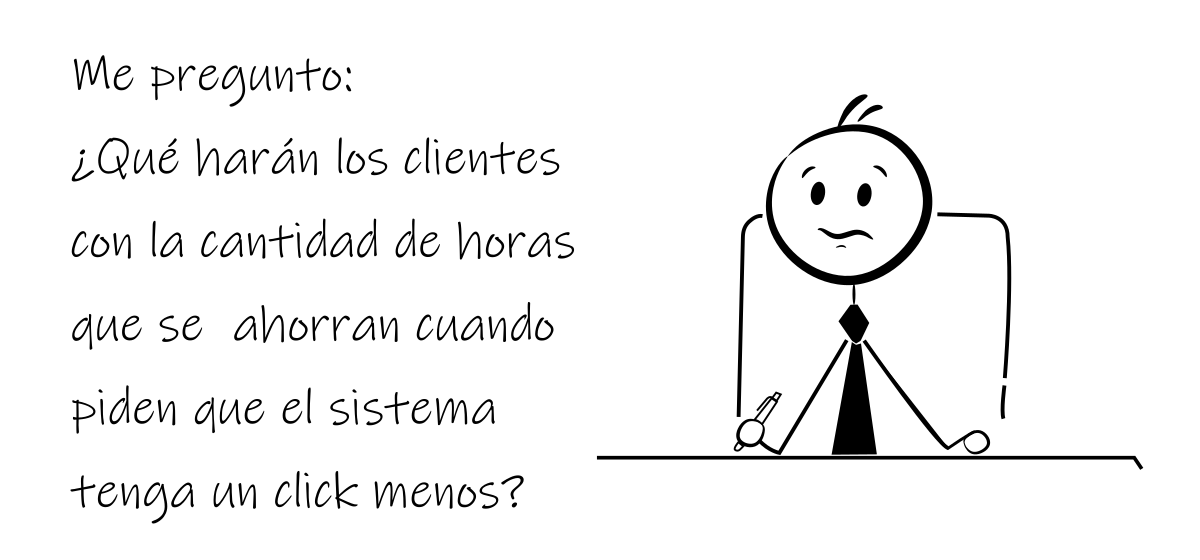 Me pregunto:
¿Qué harán los clientes
con la cantidad de horas
que se ahorran cuando
piden que el sistema
tenga un click menos?